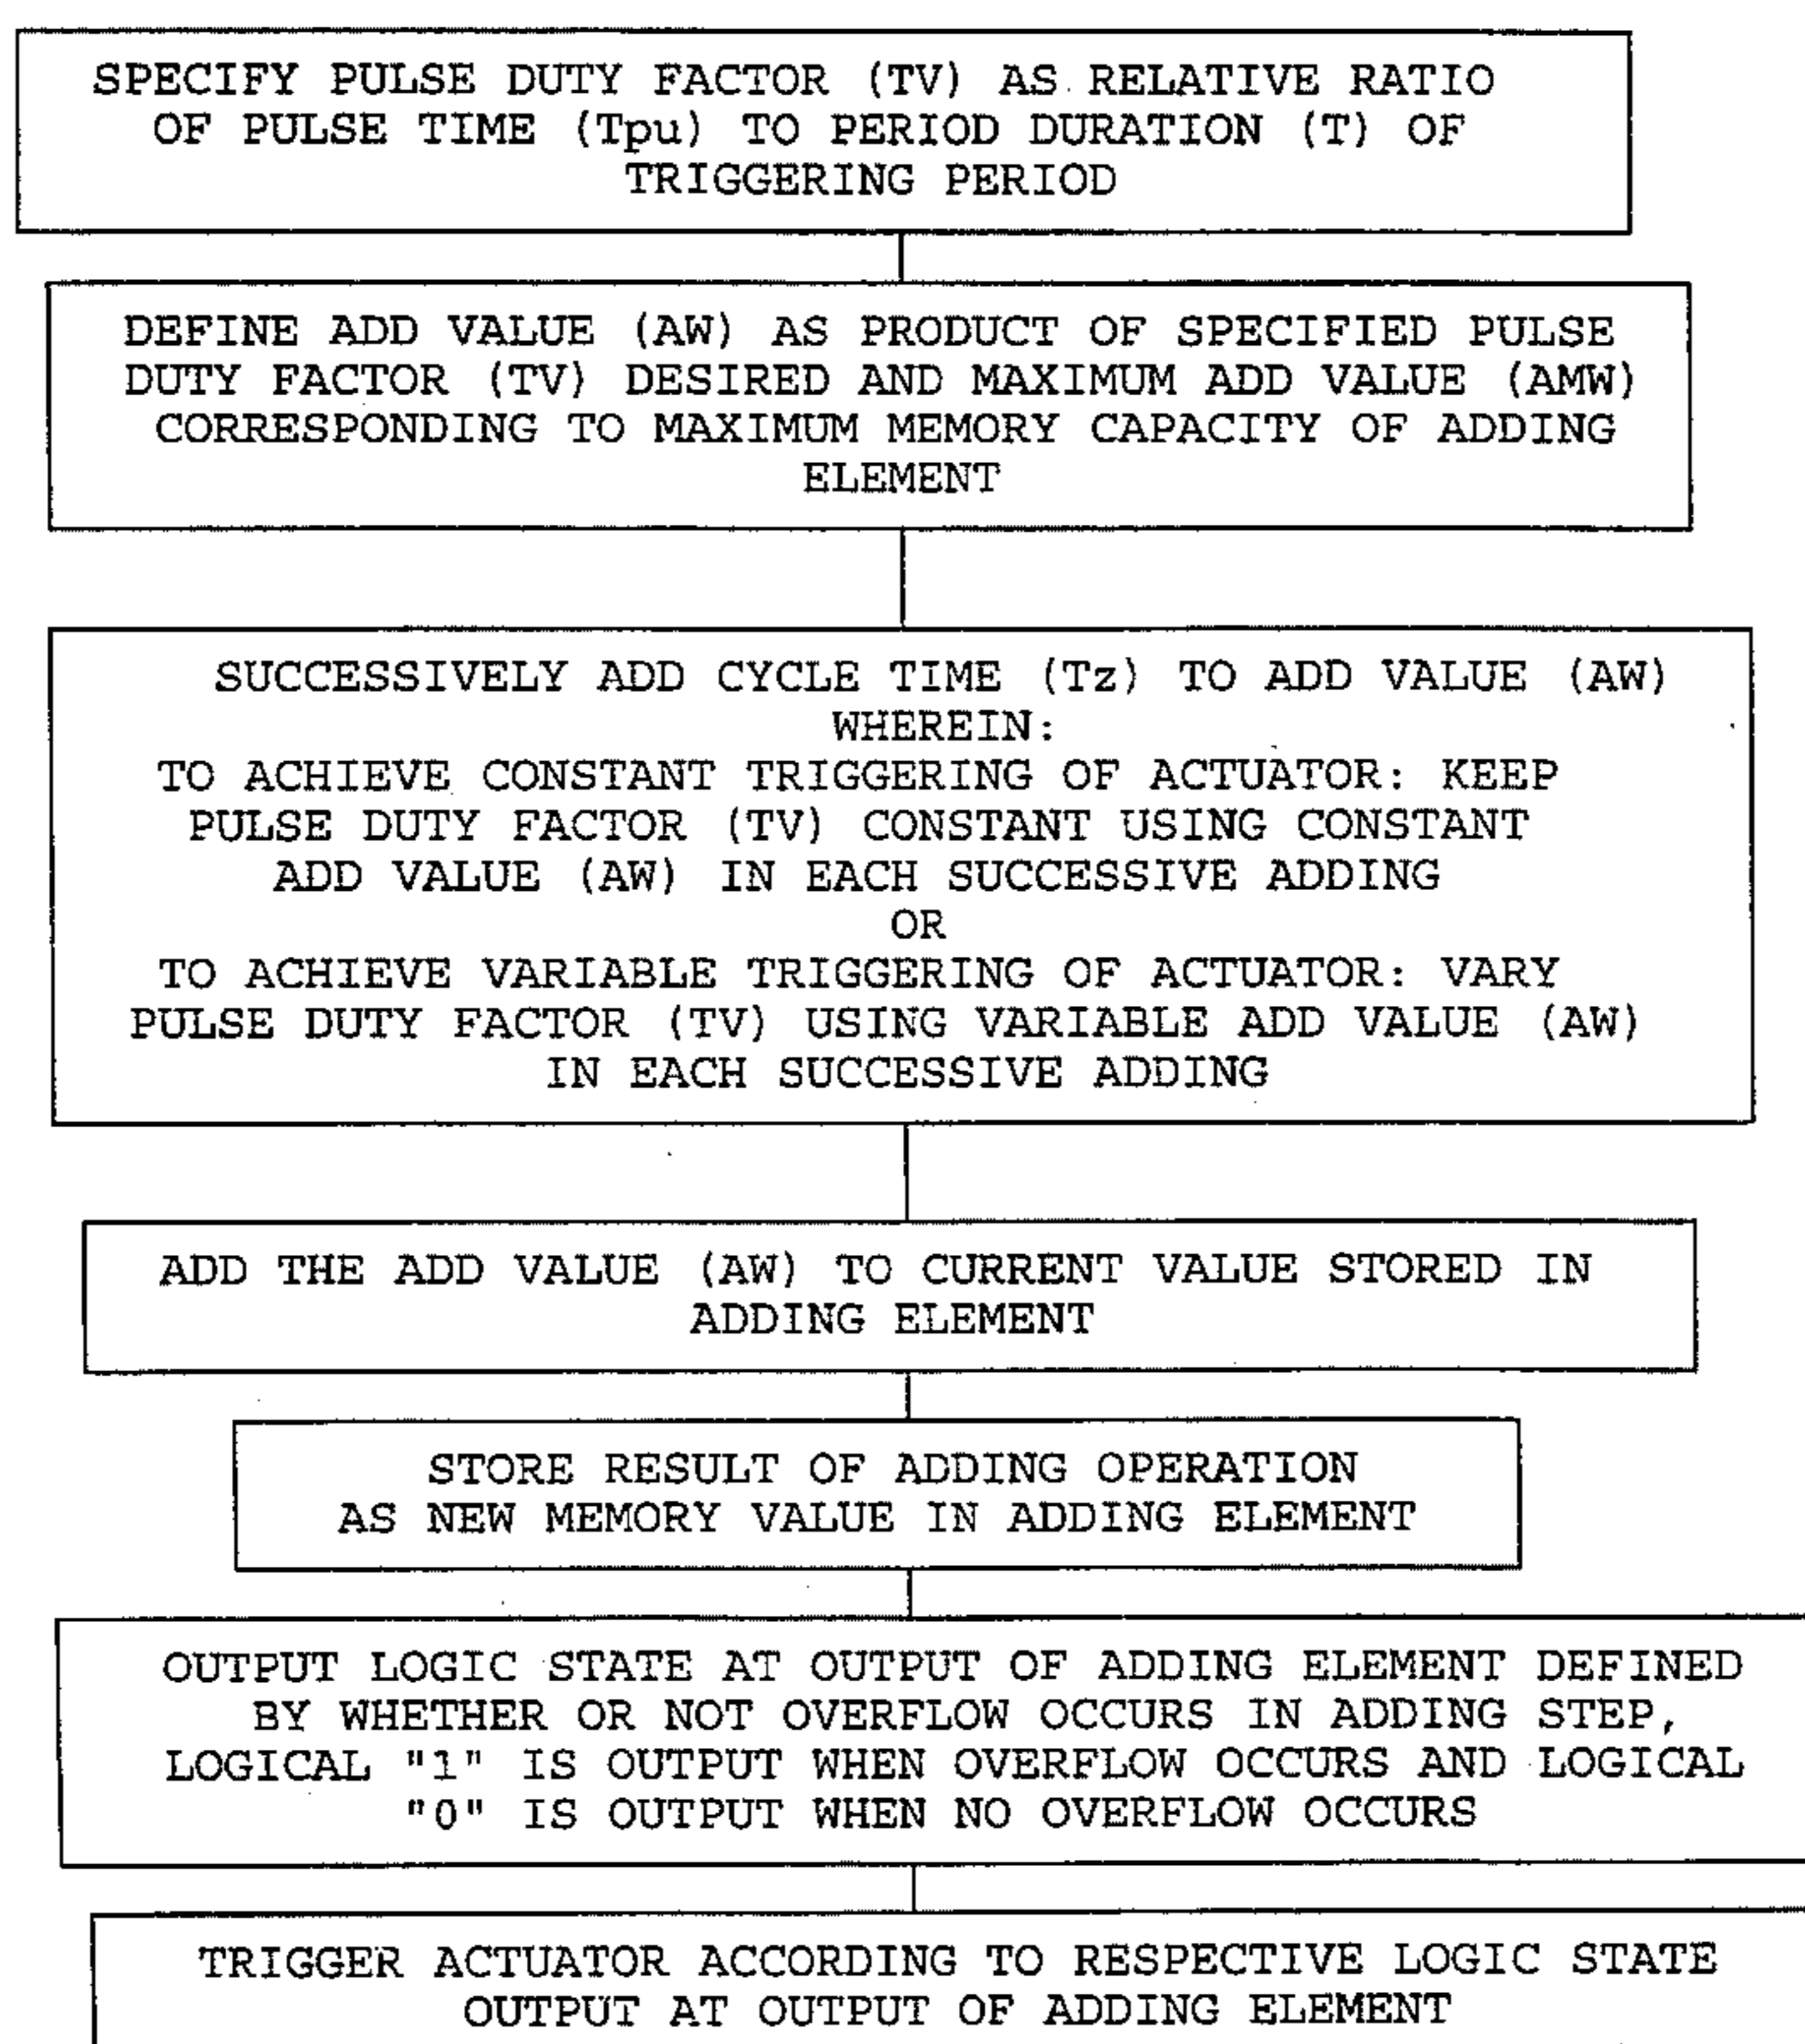 SPECIFY PULSE DUTY FACTOR (TV) AS RELATIVE RATIO
OF PULSE TIME (Tpu) TO PERIOD DURATION (T) OF
TRIGGERING PERIOD
DEFINE ADD VALUE (AW) AS PRODUCT OF SPECIFIED PULSE
DUTY FACTOR (TV) DESIRED AND MAXIMUM ADD VALUE (AMW)
CORRESPONDING TO MAXIMUM MEMORY CAPACITY OF ADDING
ELEMENT
SUCCESSIVELY ADD CYCLE TIME (Tz) TO ADD VALUE (AW)
WHEREIN:
TO ACHIEVE CONSTANT TRIGGERING OF ACTUATOR: KEEP
PULSE DUTY FACTOR (TV) CONSTANT USING CONSTANT
ADD VALUE (AW) IN EACH SUCCESSIVE ADDING
OR
TO ACHIEVE VARIABLE TRIGGERING OF ACTUATOR: VARY
PULSE DUTY FACTOR (TV) USING VARIABLE ADD VALUE (AW)
IN EACH SUCCESSIVE ADDING
ADD THE ADD VALUE (AW) TO CURRENT VALUE STORED IN
ADDING ELEMENT
STORE RESULT OF ADDING OPERATION
AS NEW MEMORY VALUE IN ADDING ELEMENT
OUTPUT LOGIC STATE AT OUTPUT OF ADDING ELEMENT DEFINED
BY WHETHER OR NOT OVERFLOW OCCURS IN ADDING STEP,
LOGICAL "1" IS OUTPUT WHEN OVERFLOW OCCURS AND LOGICAL
"0" IS OUTPUT WHEN NO OVERFLOW OCCURS
TRIGGER ACTUATOR ACCORDING TO RESPECTIVE LOGIC STATE
OUTPUT AT OUTPUT OF ADDING ELEMENT